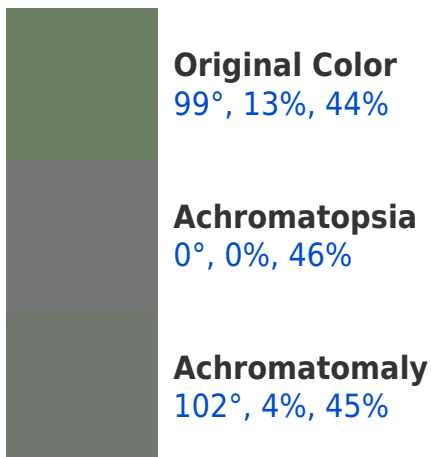 Original Color
99°, 13%, 44%
Achromatopsia
0°, 0%, 46%
Achromatomaly
102°, 4%, 45%